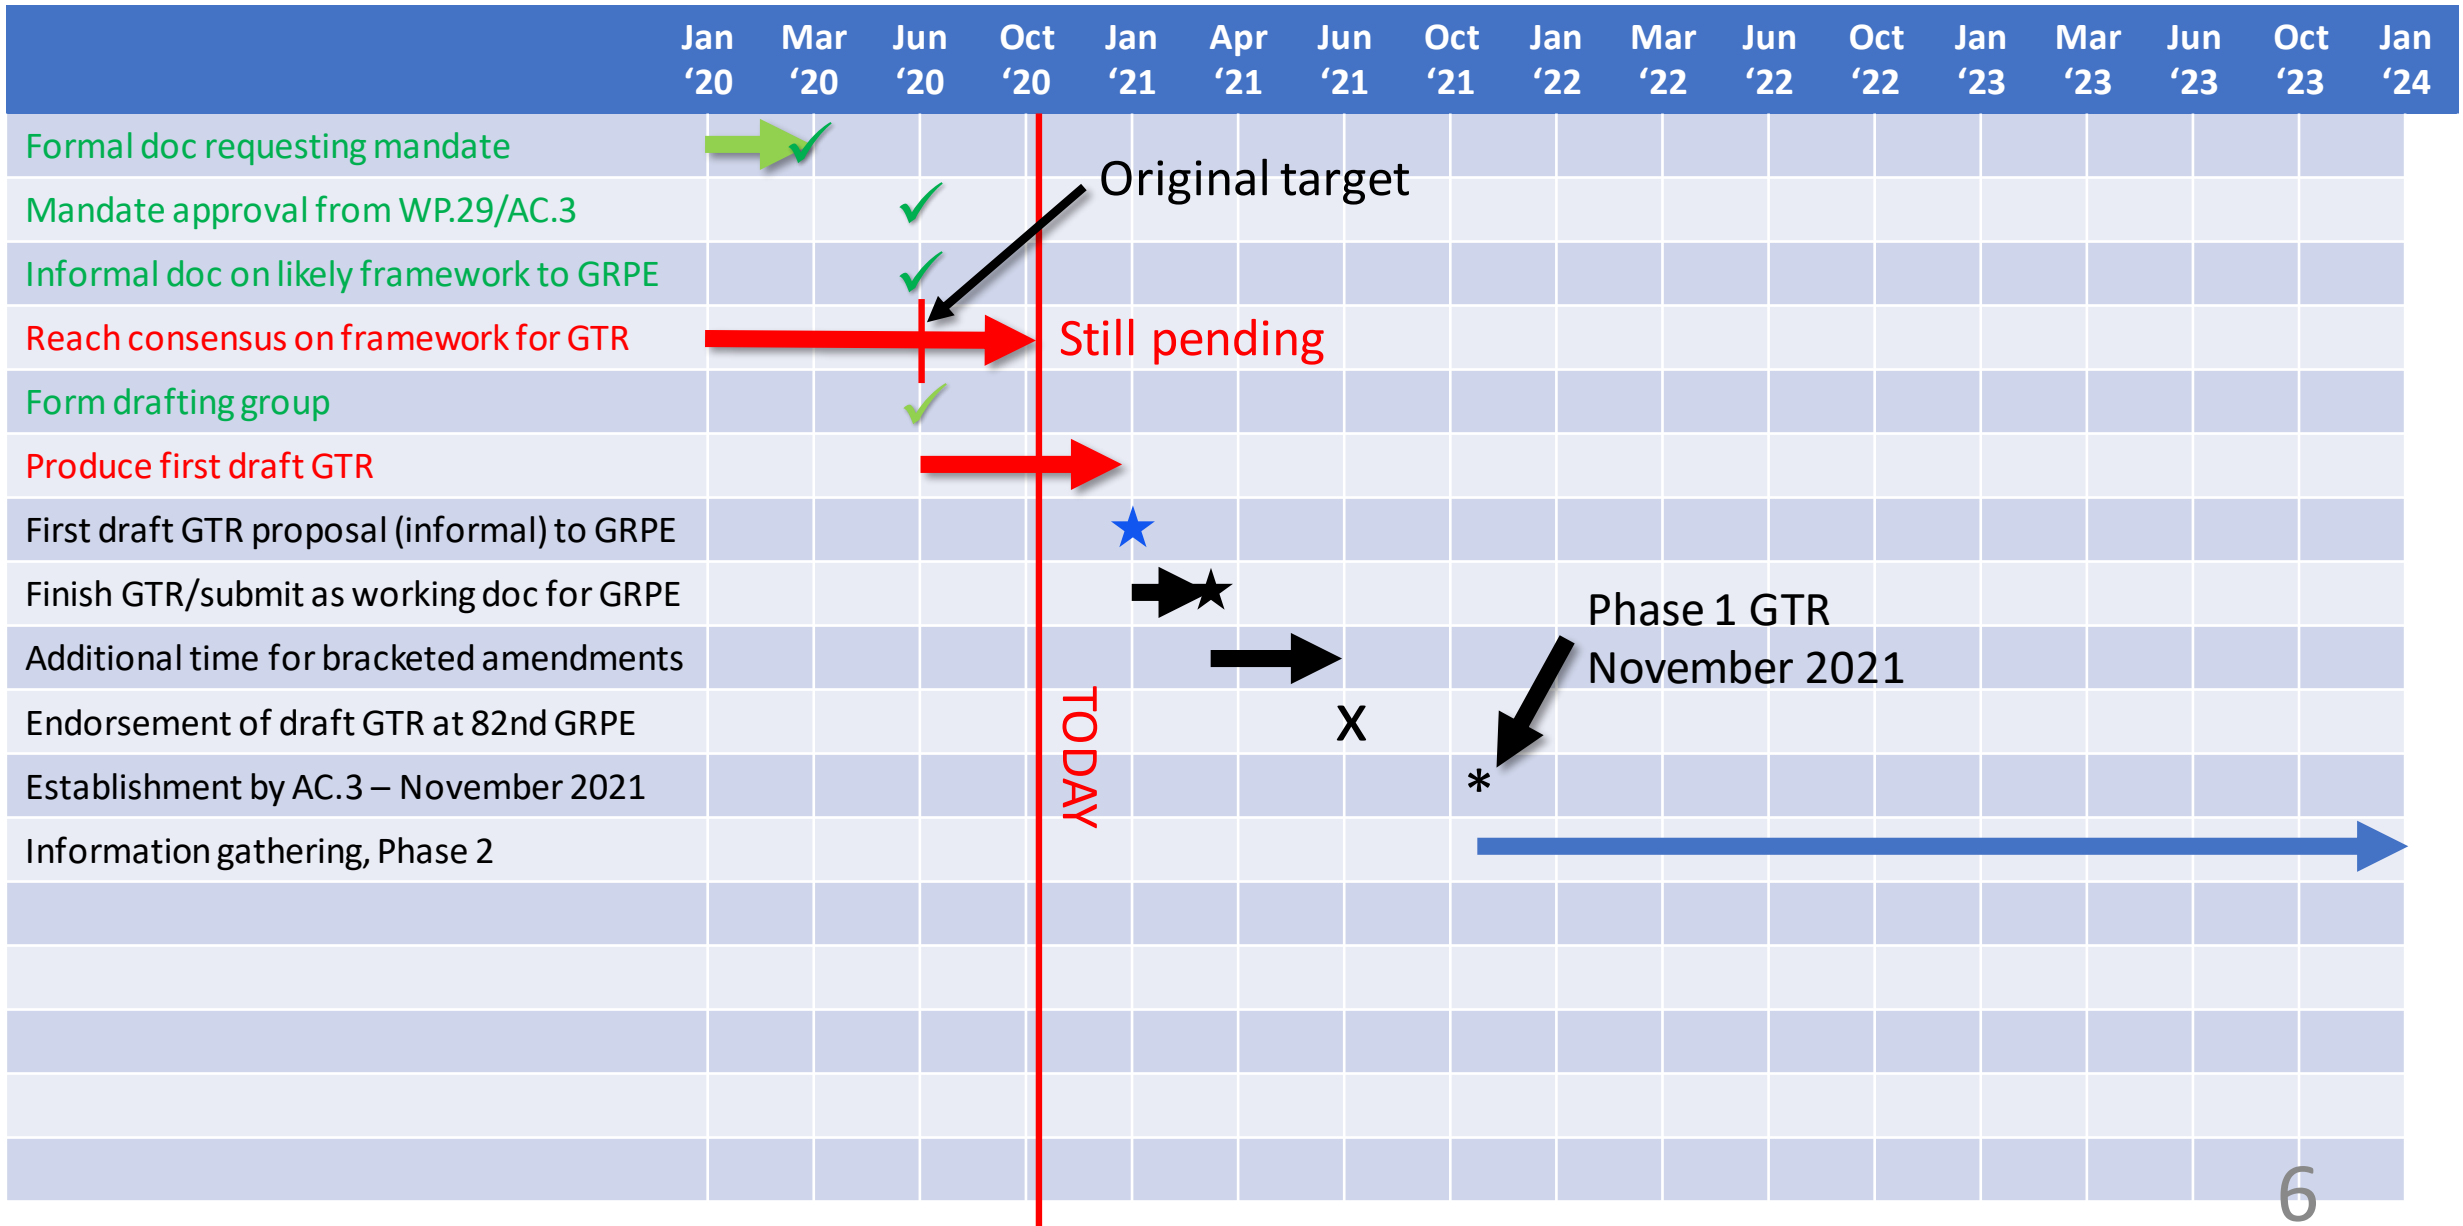 Jan Mar Jun Oct Jan Apr Jun Oct Jan Mar Jun Oct Jan Mar Jun Oct Jan
‘20 ‘20 ‘20 ‘20 ‘21 ‘21 ‘21 ‘21 ‘22 ‘22 ‘22 ‘22 ‘23 ‘23 ‘23 ‘23 ‘24
Formal doc requesting mandate
Original target
Mandate approval from WP.29/AC.3
Informal doc on likely framework to GRPE
Reach consensus on framework for GTR
Still pending
Form drafting group
Produce first draft GTR
First draft GTR proposal (informal) to GRPE
Finish GTR/submit as working doc for GRPE
Phase 1 GTR
November 2021
Additional time for bracketed amendments
TODAY
Endorsement of draft GTR at 82nd GRPE
X
Establishment by AC.3 – November 2021
*
Information gathering, Phase 2
6